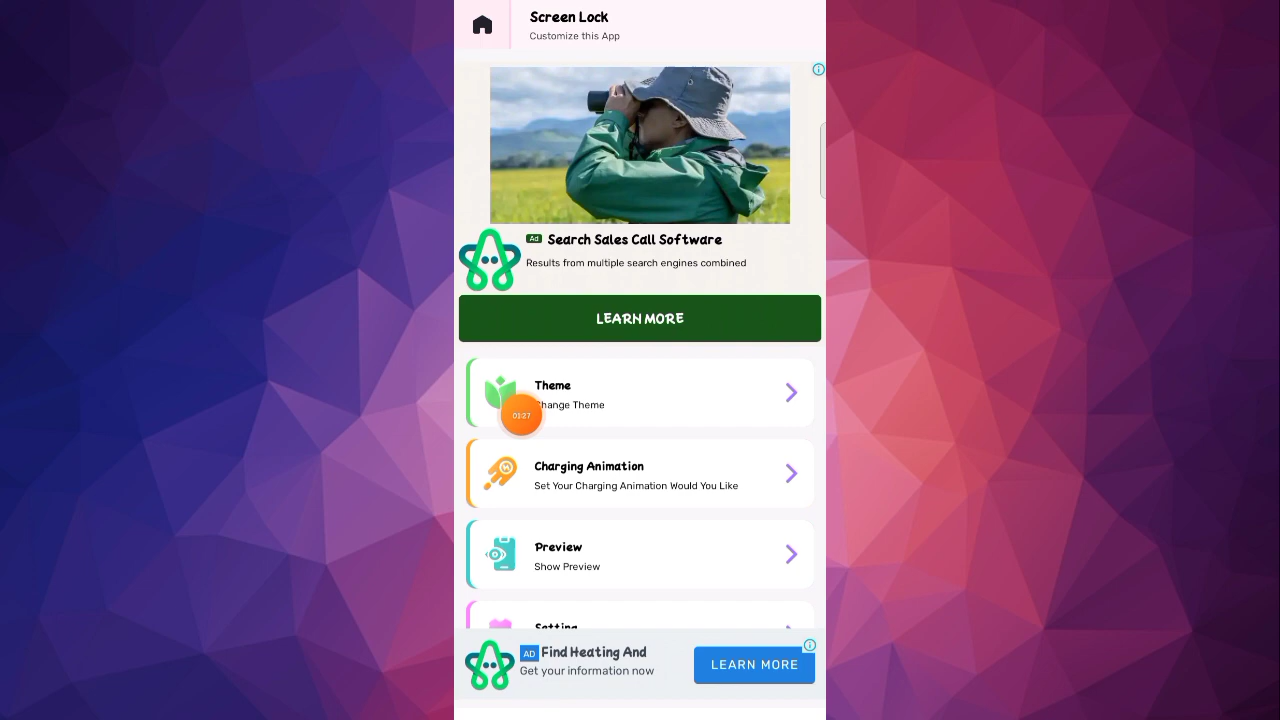 Screen Lock
Customize this App
Ad Search Sales Call Software
Results from multiple search engines combined
LEARN MORE
Theme
Change Theme
01:27
Charging Animation
Set Your Charging Animation Would You Like
Preview
Show Preview
Setting
AD Find Heating And
Get your information now
LEARN MORE